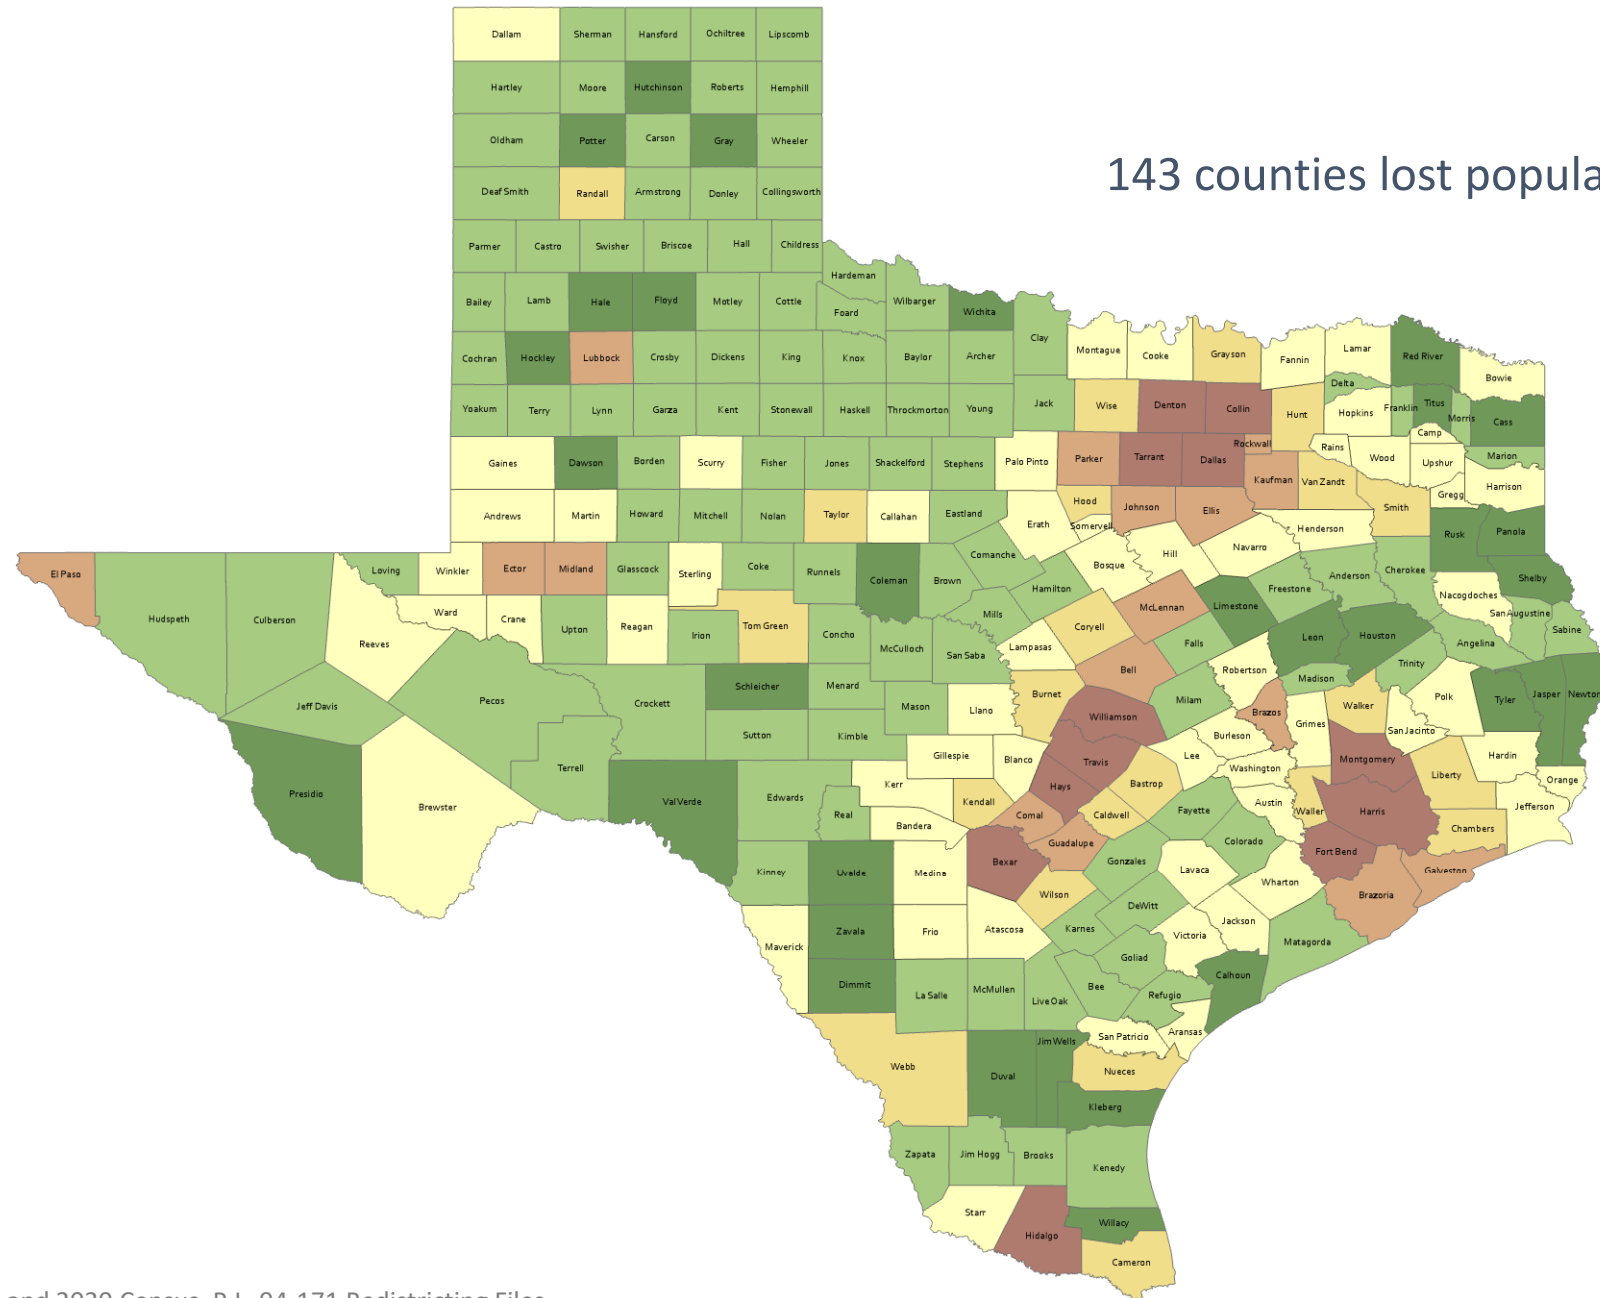 Dallam Sherman Hansford Ochiltree Lipscomb
Hartley Moore Hutchinson Roberts Hemphill
Oldham Potter Carson Gray Wheeler
143 counties lost popula
Deaf Smith Randall Armstrong Donley Collingsworth
Parmer Castro Swisher Briscoe Hall Childress
Hardeman
Bailey Lamb Hale Floyd Motley Cottle Foard Wilbarger Wichita
Clay Montague Cooke Grayson Fannin Lamar Red River Bowie
Cochran Hockley Lubbock Crosby Dickens King Knox Baylor Archer
Delta
Yoakum Terry Lynn Garza Kent Stonewall Haskell Throckmorton Young Jack Wise Denton Collin Hunt Hopkins Franklin Titus Morris Cass
Camp
Gaines Dawson Borden Scurry Fisher Jones Shackelford Stephens Palo Pinto Parker Tarrant Dallas Rockwall Rains Wood Upshur Marion
Kaufman Van Zandt Gregg Harrison
Andrews Martin Howard Mitchell Nolan Taylor Callahan Eastland Erath Hood Somervell Johnson Ellis Henderson Smith
Rusk Panola
El Paso Hudspeth Culberson Loving Winkler Ector Midland Glasscock Sterling Coke Runnels Coleman Brown Comanche Hamilton Bosque Hill Navarro Freestone Anderson Cherokee Shelby
Nacogdoches San Augustine Sabine
Reeves Ward Crane Upton Reagan Irion Tom Green Concho McCulloch San Saba Mills Lampasas Coryell McLennan Limestone Falls Leon Houston Angelina
Trinity
Jeff Davis Pecos Crockett Schleicher Menard Mason Llano Burnet Bell Milam Robertson Madison Walker Polk Tyler Jasper Newton
Sutton Kimble Williamson Brazos Grimes San Jacinto
Terrell Gillespie Blanco Travis Lee Burleson Washington Montgomery Liberty Hardin Orange
Presidio Brewster Val Verde Edwards Real Kerr Kendall Hays Bastrop Fayette Austin Waller Harris Jefferson
Bandera Comal Caldwell Chambers
Kinney Uvalde Medina Bexar Guadalupe Gonzales Colorado Fort Bend Galveston
Wilson Lavaca Wharton Brazoria
Maverick Zavala Frio Atascosa Karnes DeWitt Victoria Jackson Matagorda
Goliad
Dimmit La Salle McMullen Live Oak Bee Refugio Calhoun
San Patricio Aransas
Webb Duval Jim Wells Nueces
Kleberg
Zapata Jim Hogg Brooks Kenedy
Starr Hidalgo Willacy
Cameron
and 2020 Census, P.L. 94-171 Redistricting Files